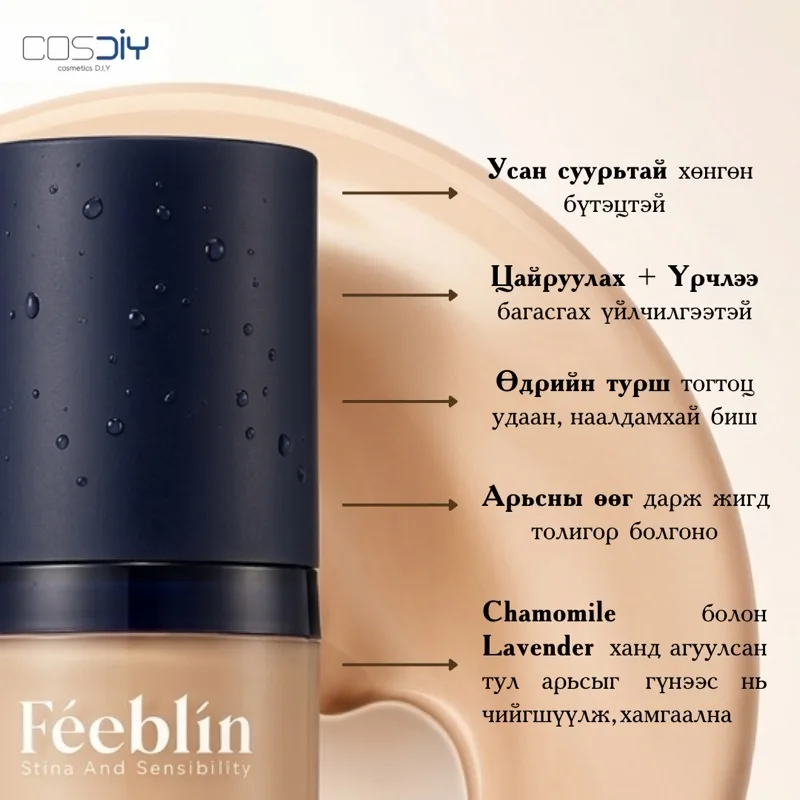 COSDIY
cosmetics D.I.Y
Усан суурьтай хөнгөн
бүтэцтэй
Цайруулах + Үрчлээ
багасгах үйлчилгээтэй
Өдрийн турш тогтоц
удаан, наалдамхай биш
Арьсны өөг дарж жигд
толигор болгоно
Chamomile болон
Lavender ханд агуулсан
тул арьсыг гүнээс нь
чийгшүүлж, хамгаална
Féeblín
Stina And Sensibility